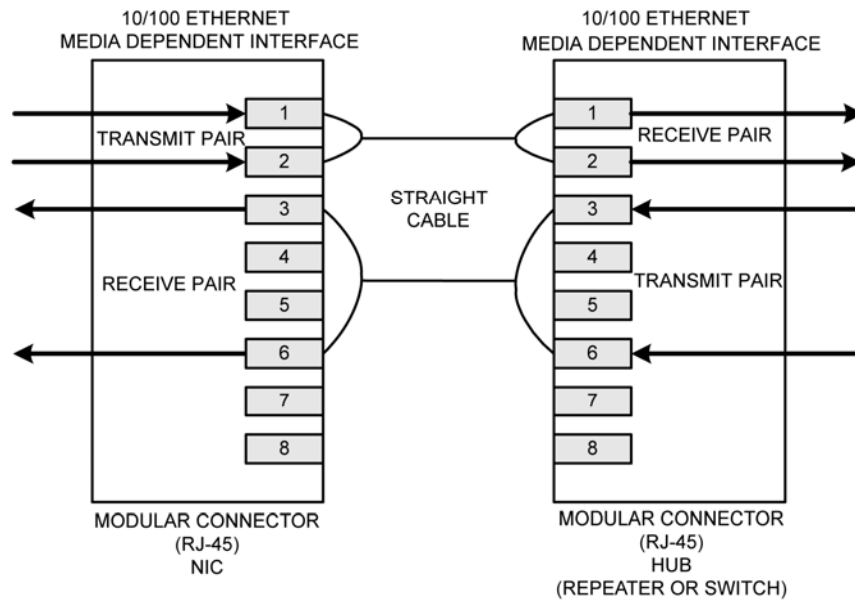 10/100 ETHERNET
MEDIA DEPENDENT INTERFACE
1
TRANSMIT PAIR
2
3
4
RECEIVE PAIR
5
6
7
8
MODULAR CONNECTOR
(RJ-45)
NIC
STRAIGHT
CABLE
10/100 ETHERNET
MEDIA DEPENDENT INTERFACE
1
RECEIVE PAIR
2
3
4
TRANSMIT PAIR
5
6
7
8
MODULAR CONNECTOR
(RJ-45)
HUB
(REPEATER OR SWITCH)